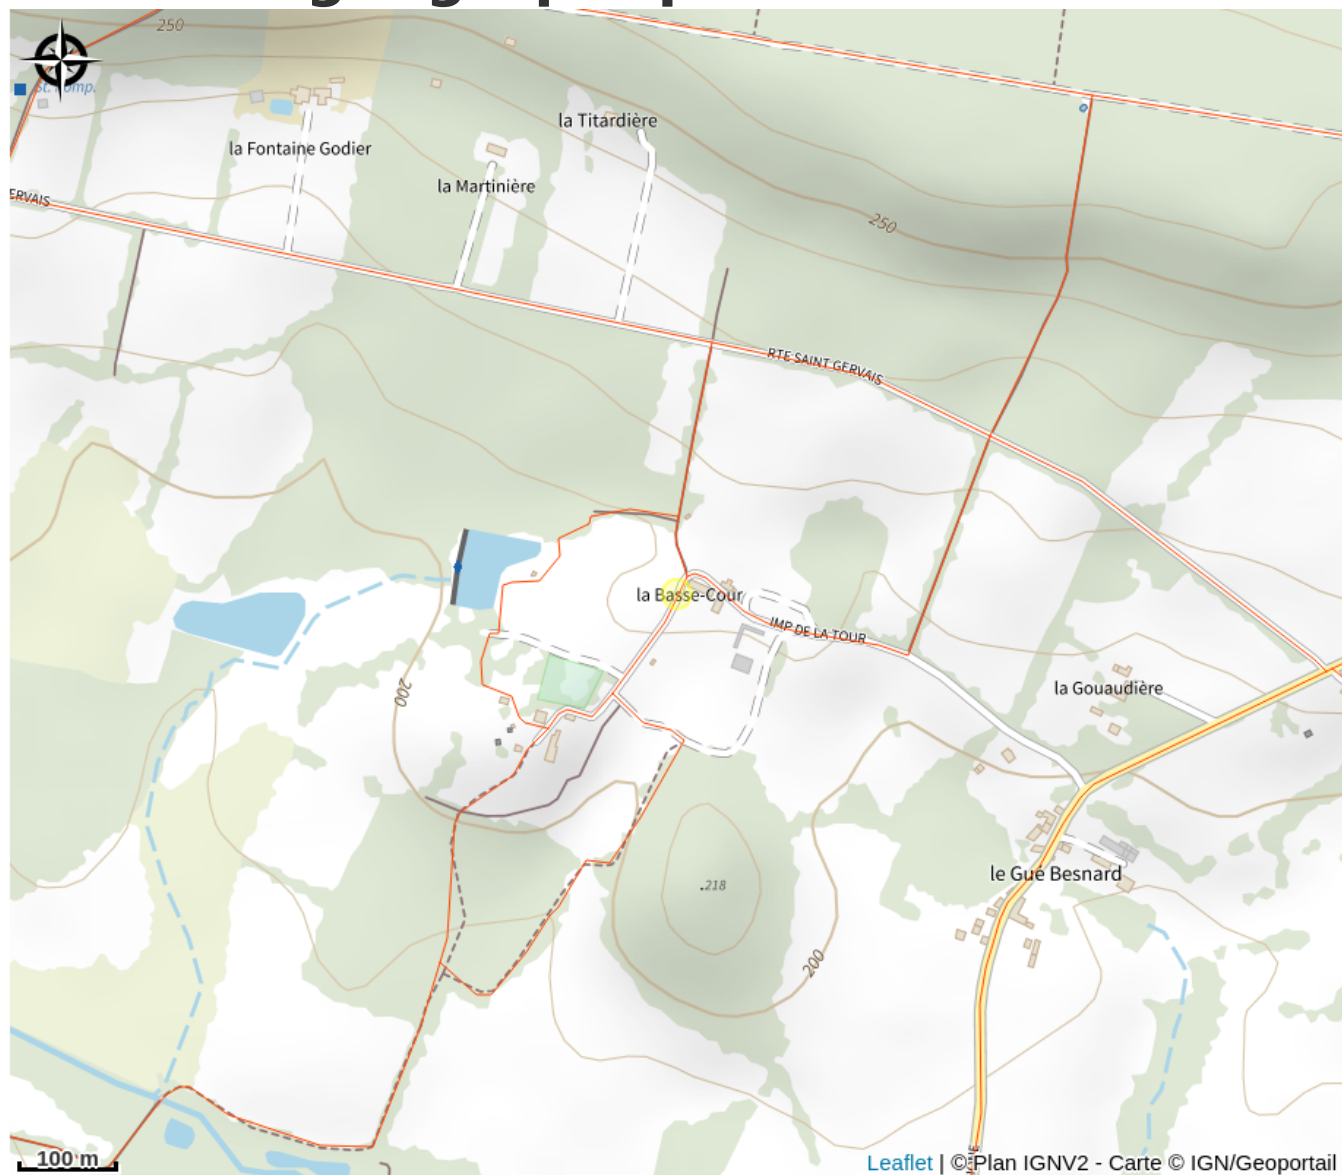 250
la Titardière
la Fontaine Godier
la Martinière
ERVAIS
250
RTE SAINT GERVAIS
la Basse-Cour
IMP DE LA TOUR
200
la Gouaudière
le Gué Besnard
.218
200
100 m
Leaflet | © Plan IGNV2 - Carte © IGN/Geoportail